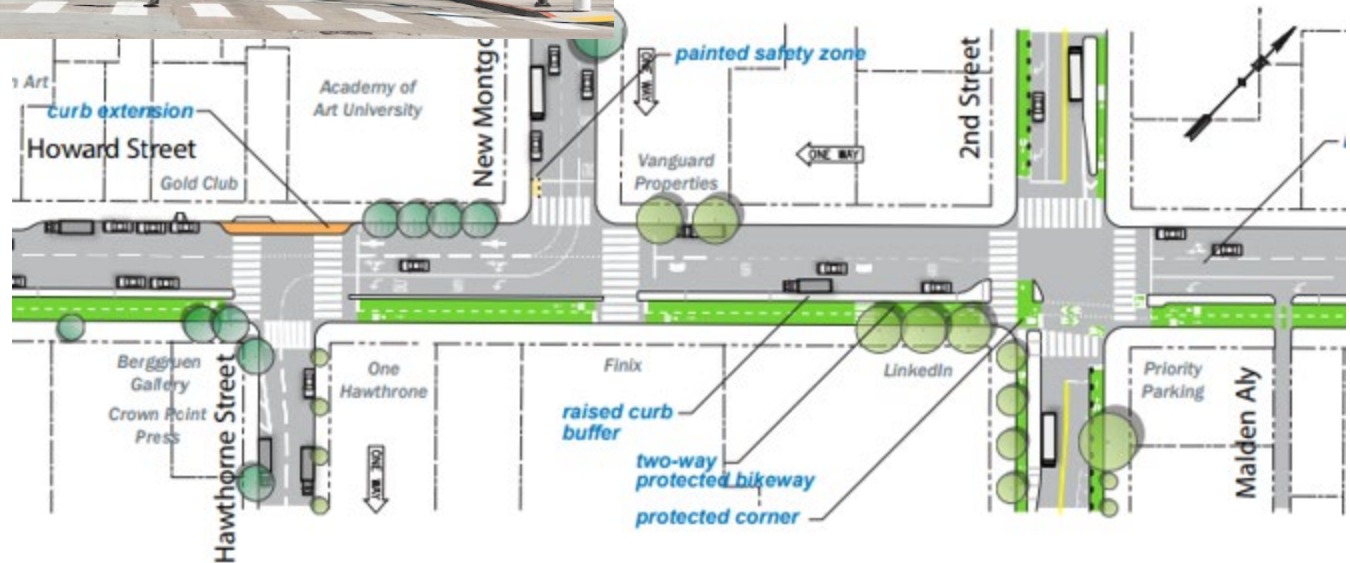 painted safety zone
ONE WAY
2nd Street
n Art
Academy of
Art University
curb extension
New Montgo
Howard Street
Gold Club
Vanguard
Properties
ONE WAY
Berggruen
Gallery
Crown Point
Press
Hawthorne Street
One
Hawthrone
ONE WAY
Finix
LinkedIn
Priority
Parking
Malden Aly
raised curb
buffer
two-way
protected bikeway
protected corner